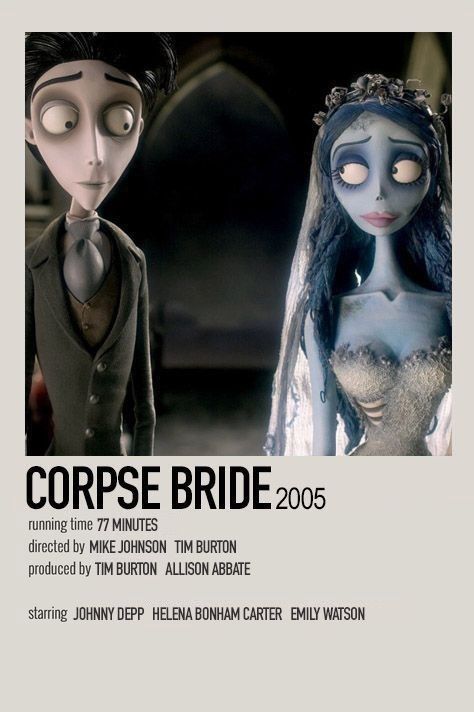 CORPSE BRIDE 2005
running time 77 MINUTES
directed by MIKE JOHNSON TIM BURTON
produced by TIM BURTON ALLISON ABBATE
starring JOHNNY DEPP HELENA BONHAM CARTER EMILY WATSON